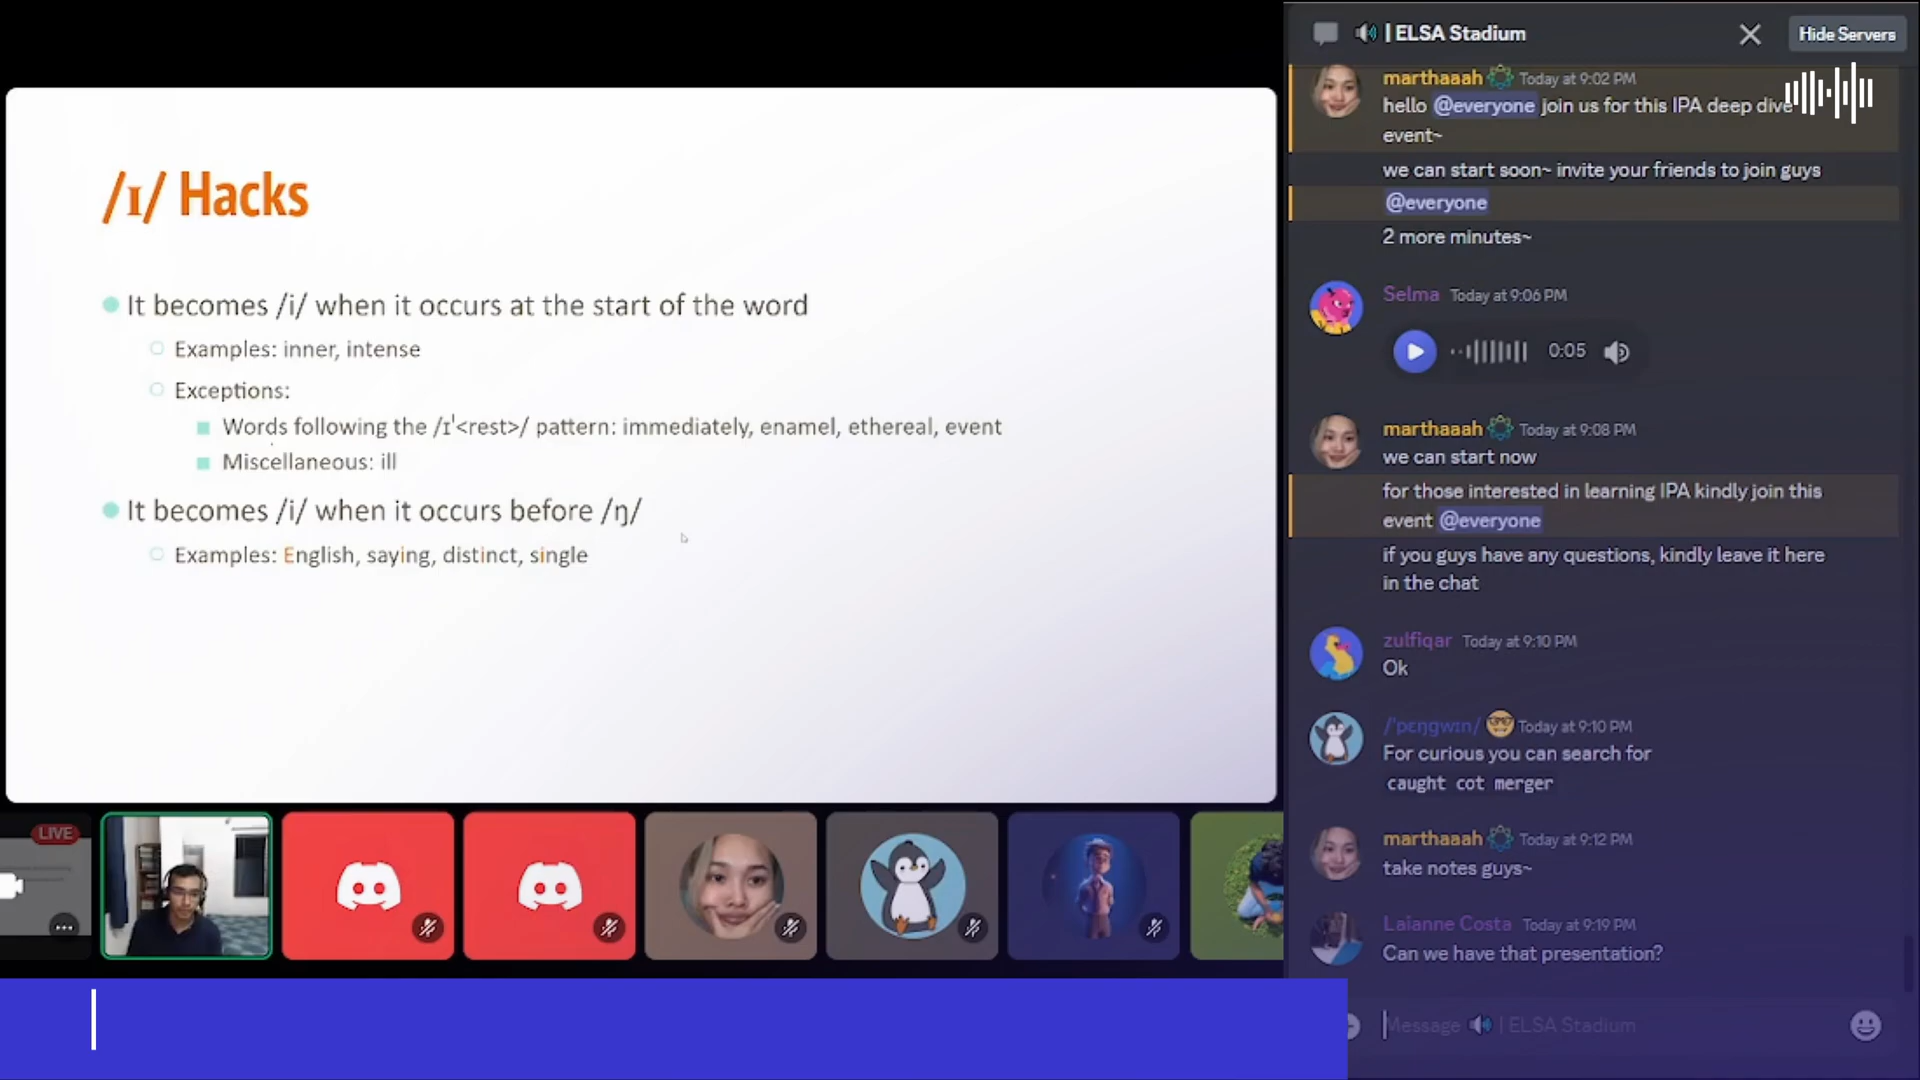 /ɪ/ Hacks
It becomes /i/ when it occurs at the start of the word
Examples: inner, intense
Exceptions:
Words following the /ɪˈ<rest>/ pattern: immediately, enamel, ethereal, event
Miscellaneous: ill
It becomes /i/ when it occurs before /ŋ/
Examples: English, saying, distinct, single
LIVE
| ELSA Stadium
Hide Servers
marthaaah Today at 9:02 PM
hello @everyone join us for this IPA deep dive
event~
we can start soon~ invite your friends to join guys
@everyone
2 more minutes~
Selma Today at 9:06 PM
0:05
marthaaah Today at 9:08 PM
we can start now
for those interested in learning IPA kindly join this
event @everyone
if you guys have any questions, kindly leave it here
in the chat
zulfiqar Today at 9:10 PM
Ok
/ˈpɛŋgwɪn/ Today at 9:10 PM
For curious you can search for
caught cot merger
marthaaah Today at 9:12 PM
take notes guys~
Laianne Costa Today at 9:19 PM
Can we have that presentation?
Message | ELSA Stadium